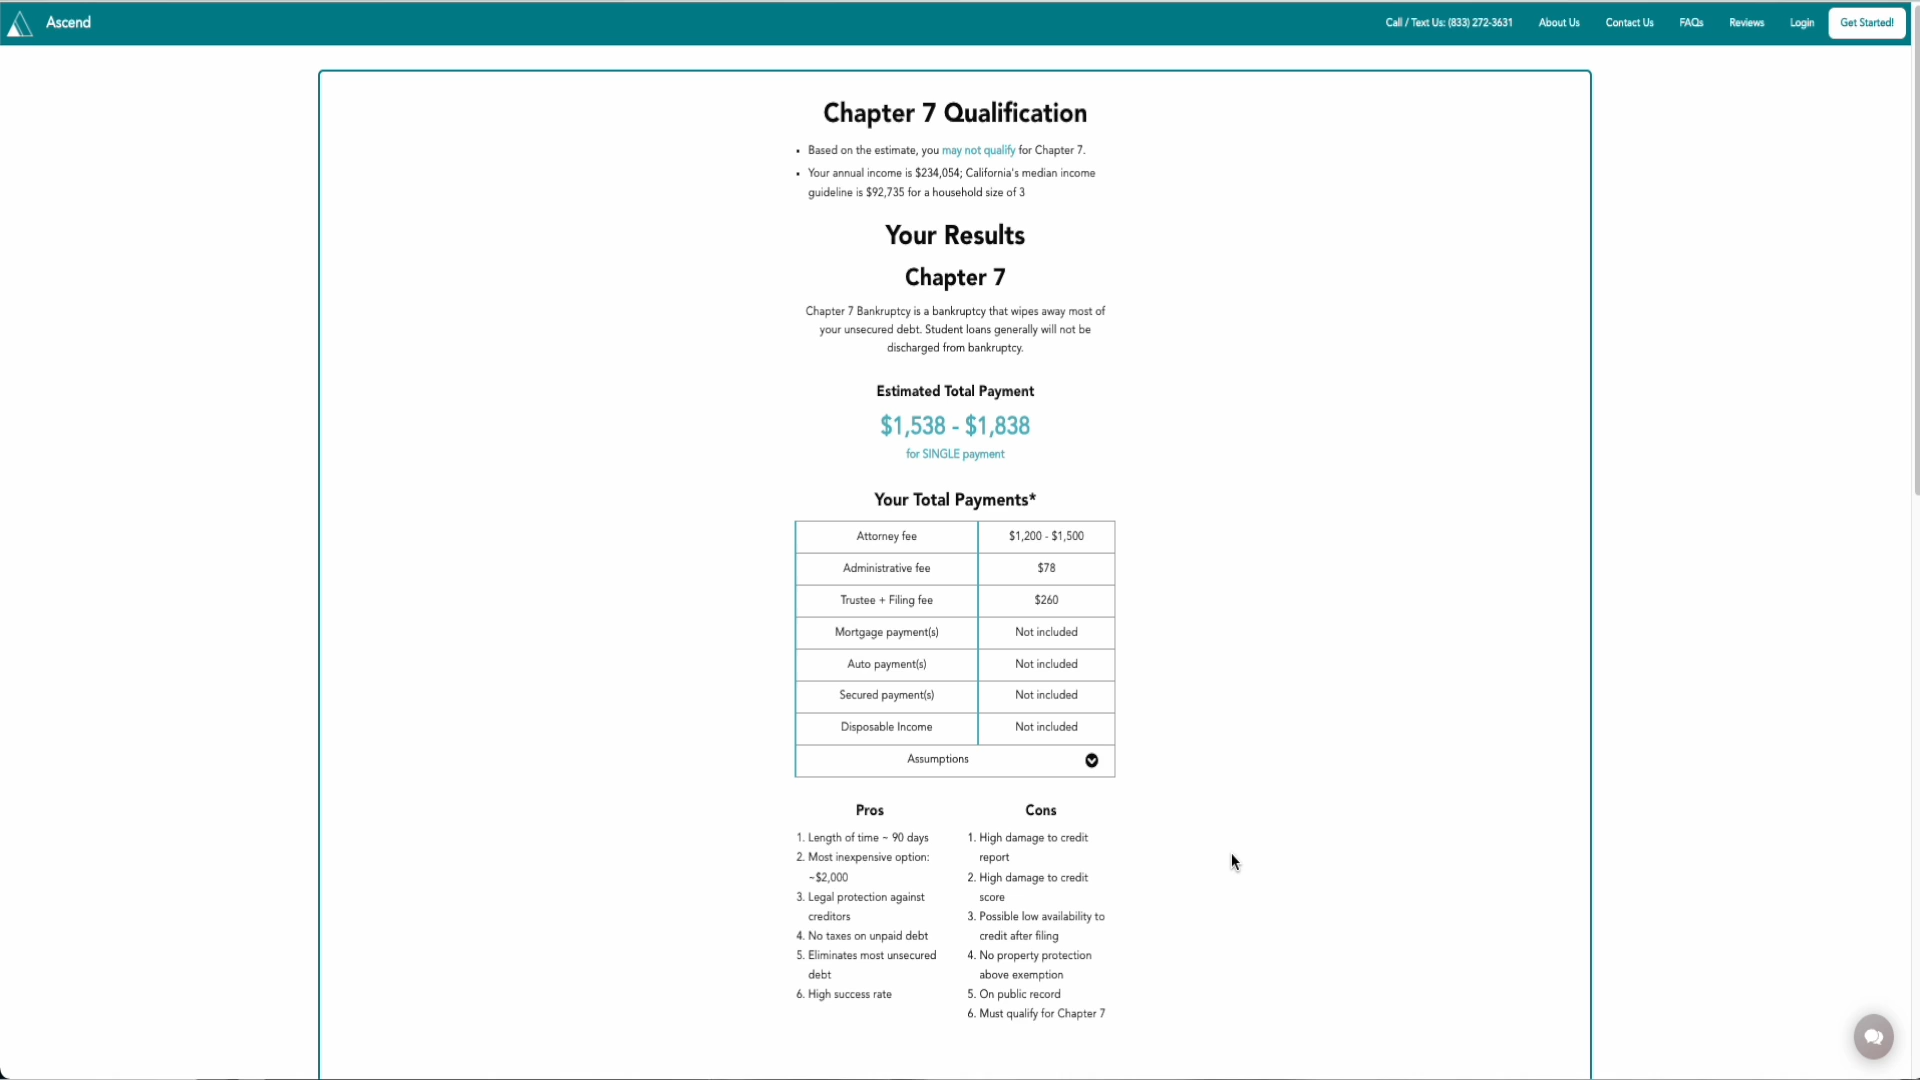 Ascend
Call / Text Us: (833) 272-3631 About Us Contact Us FAQs Reviews Login Get Started!
Chapter 7 Qualification
• Based on the estimate, you may not qualify for Chapter 7.
• Your annual income is $234,054; California's median income
guideline is $92,735 for a household size of 3
Your Results
Chapter 7
Chapter 7 Bankruptcy is a bankruptcy that wipes away most of
your unsecured debt. Student loans generally will not be
discharged from bankruptcy.
Estimated Total Payment
$1,538 - $1,838
for SINGLE payment
Your Total Payments*
Attorney fee $1,200 - $1,500
Administrative fee $78
Trustee + Filing fee $260
Mortgage payment(s) Not included
Auto payment(s) Not included
Secured payment(s) Not included
Disposable Income Not included
Assumptions
Pros
1. Length of time ~ 90 days
2. Most inexpensive option:
~$2,000
3. Legal protection against
creditors
4. No taxes on unpaid debt
5. Eliminates most unsecured
debt
6. High success rate
Cons
1. High damage to credit
report
2. High damage to credit
score
3. Possible low availability to
credit after filing
4. No property protection
above exemption
5. On public record
6. Must qualify for Chapter 7